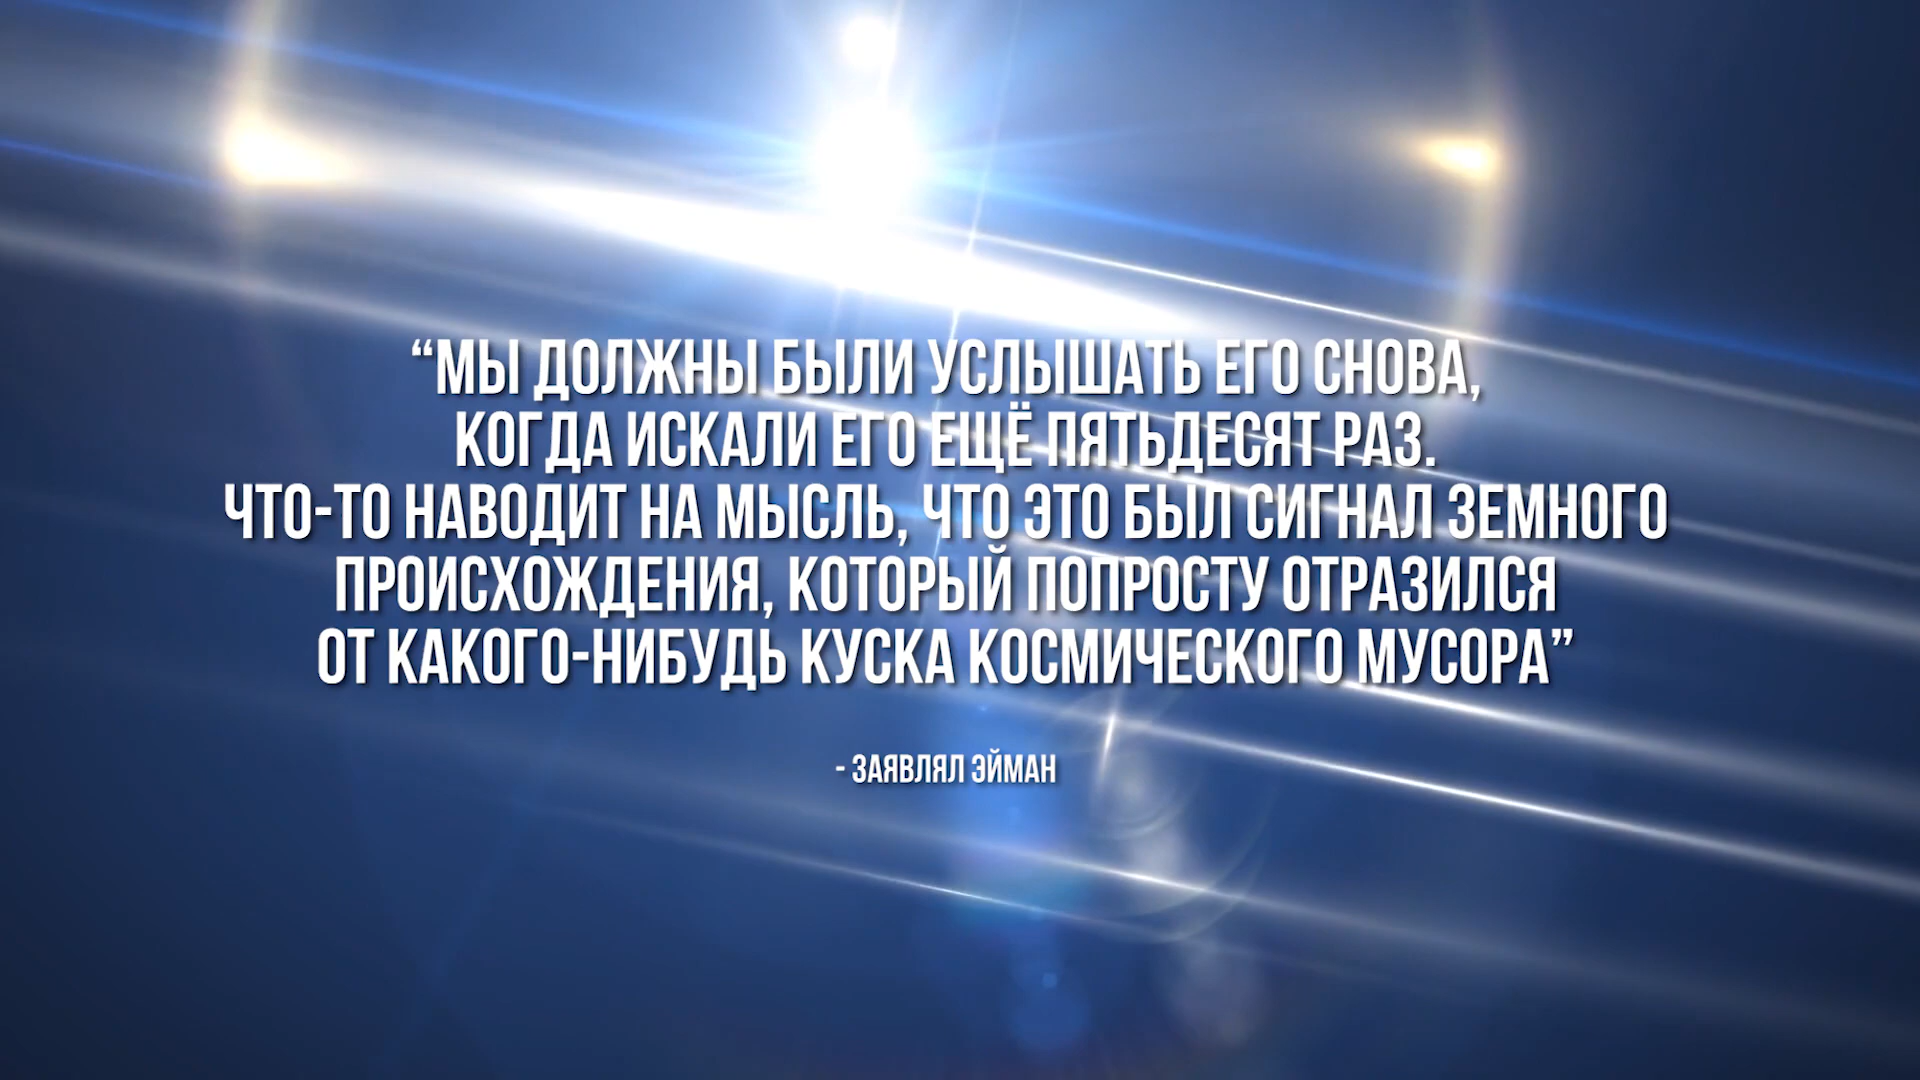 “МЫ ДОЛЖНЫ БЫЛИ УСЛЫШАТЬ ЕГО СНОВА,
КОГДА ИСКАЛИ ЕГО ЕЩЁ ПЯТЬДЕСЯТ РАЗ.
ЧТО-ТО НАВОДИТ НА МЫСЛЬ, ЧТО ЭТО БЫЛ СИГНАЛ ЗЕМНОГО
ПРОИСХОЖДЕНИЯ, КОТОРЫЙ ПОПРОСТУ ОТРАЗИЛСЯ
ОТ КАКОГО-НИБУДЬ КУСКА КОСМИЧЕСКОГО МУСОРА”
- ЗАЯВЛЯЛ ЭЙМАН